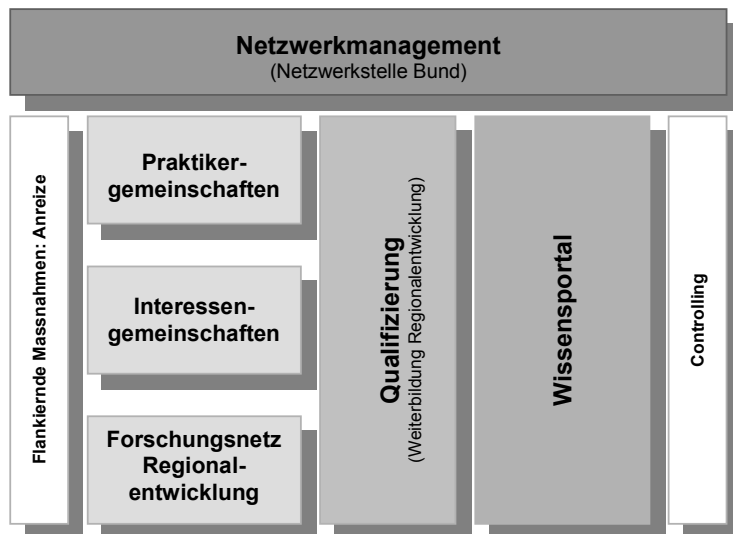 Netzwerkmanagement
(Netzwerkstelle Bund)
Flankiernde Massnahmen: Anreize
Praktiker-
gemeinschaften
Interessen-
gemeinschaften
Forschungsnetz
Regional-
entwicklung
Qualifizierung
(Weiterbildung Regionalentwicklung)
Wissensportal
Controlling